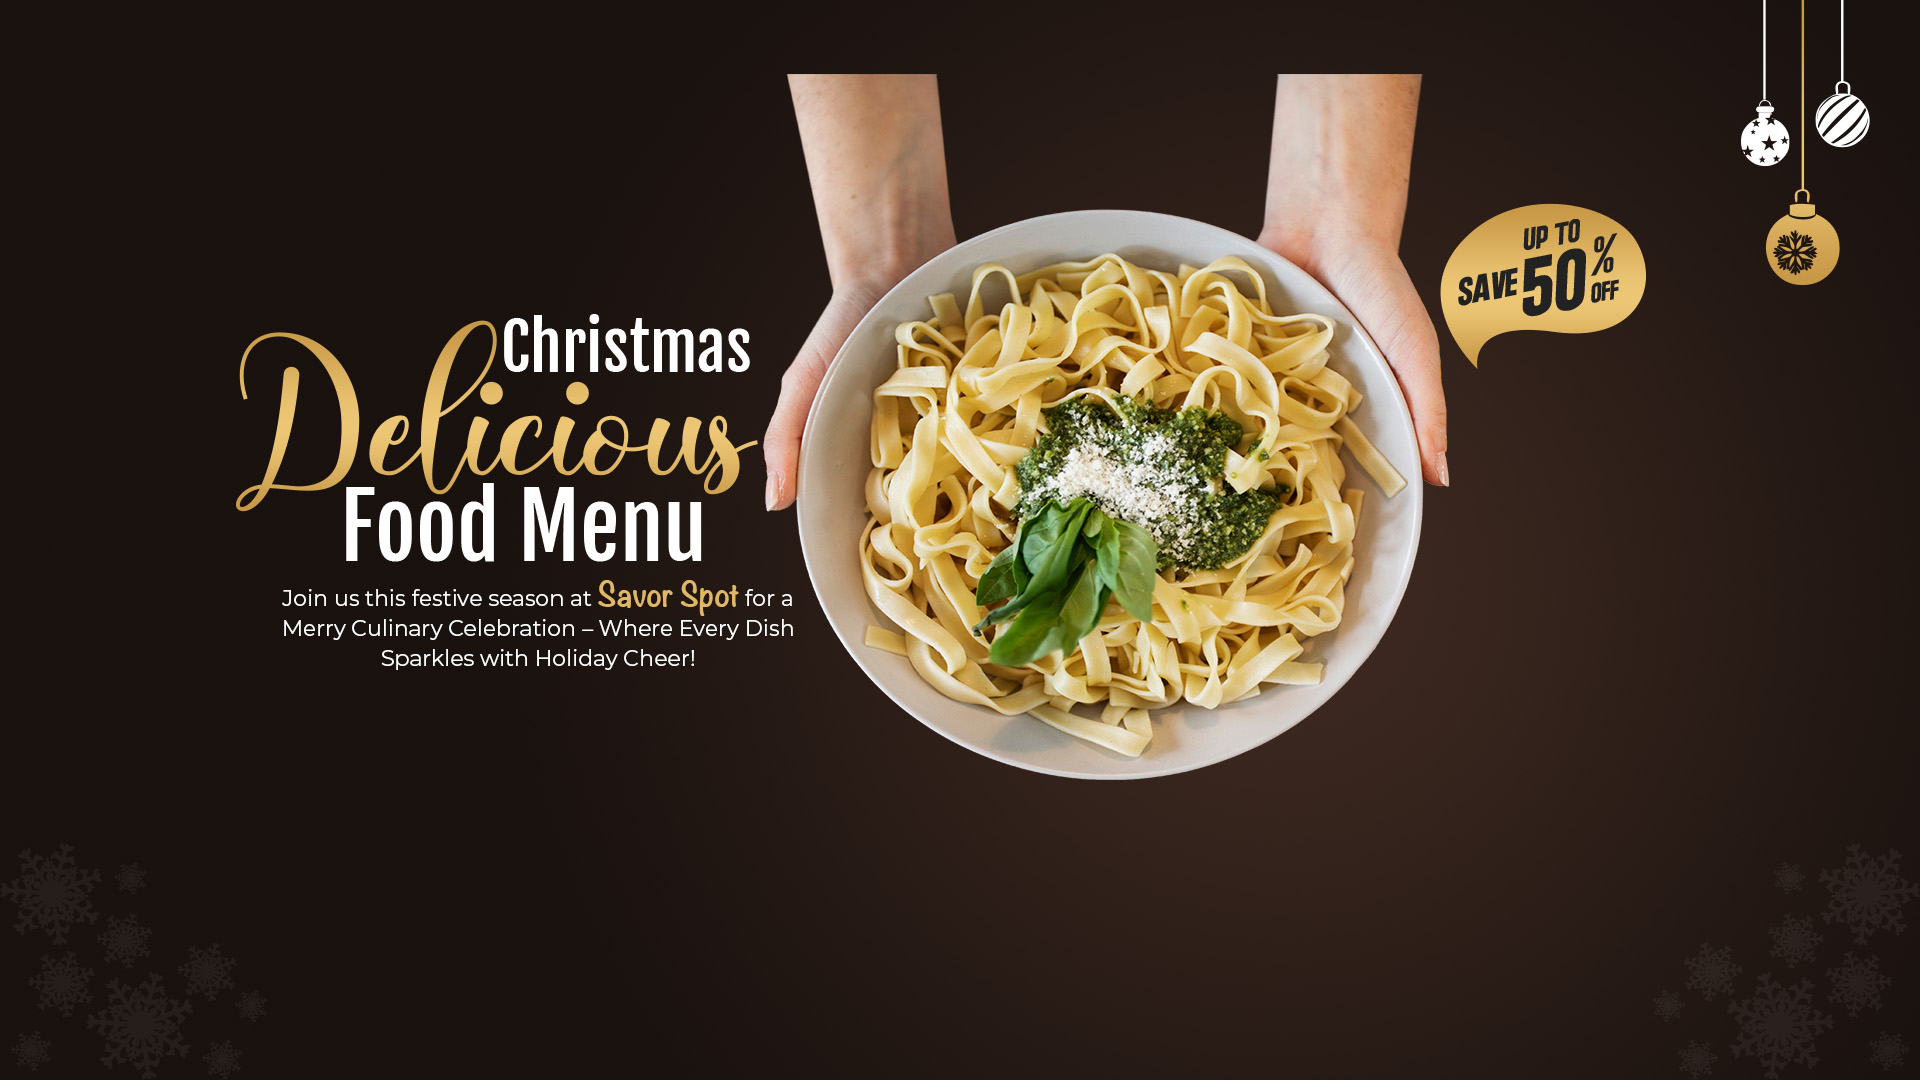 Christmas
Delicious
Food Menu
Join us this festive season at Savor Spot for a
Merry Culinary Celebration – Where Every Dish
Sparkles with Holiday Cheer!
UP TO
SAVE 50% OFF